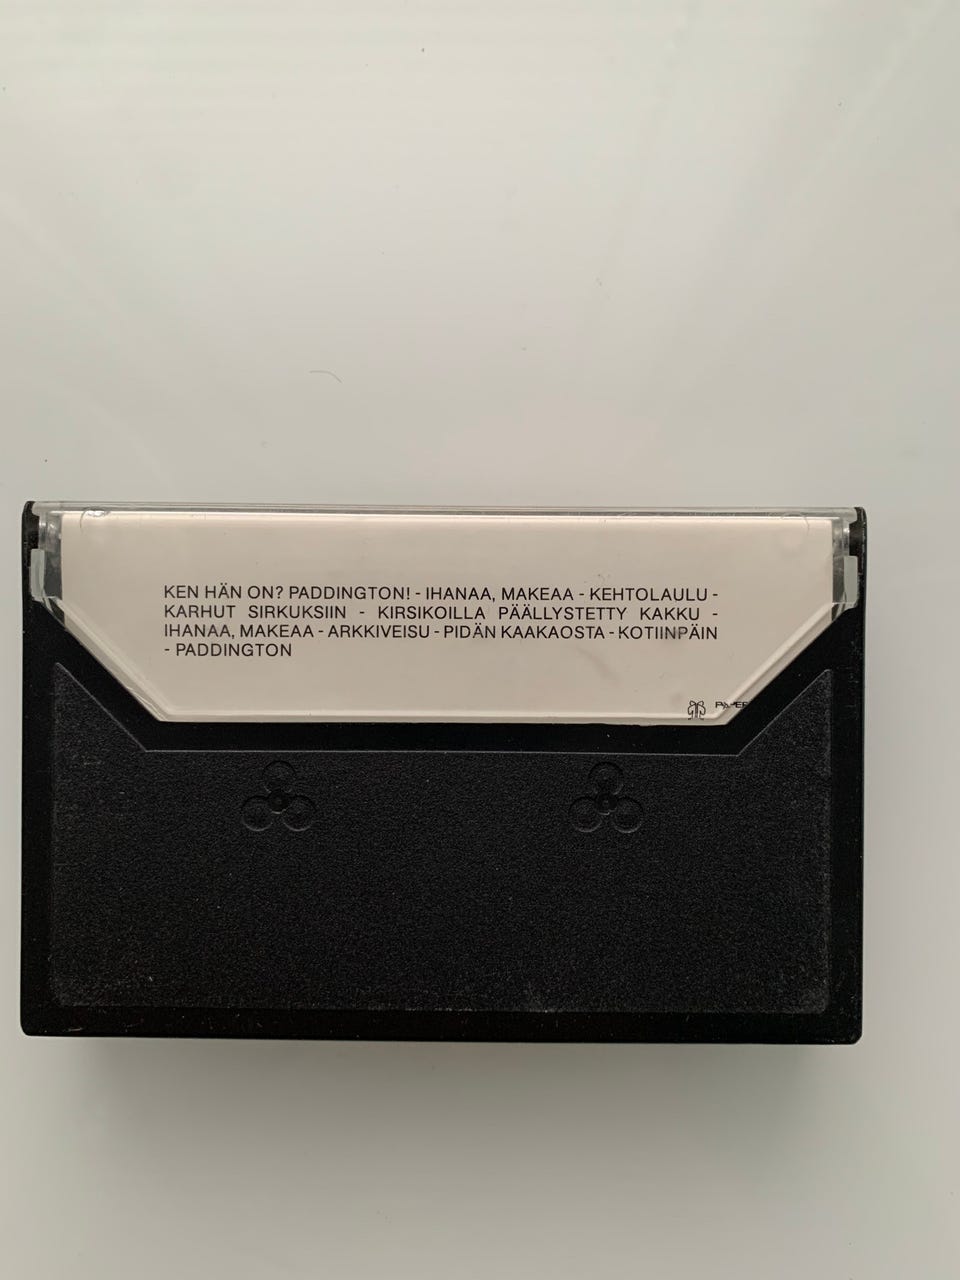 KEN HÄN ON? PADDINGTON! - IHANAA, MAKEAA - KEHTOLAULU -
KARHUT SIRKUKSIIN - KIRSIKOILLA PÄÄLLYSTETTY KAKKU -
IHANAA, MAKEAA - ARKKIVEISU - PIDÄN KAAKAOSTA - KOTIINPÄIN
- PADDINGTON